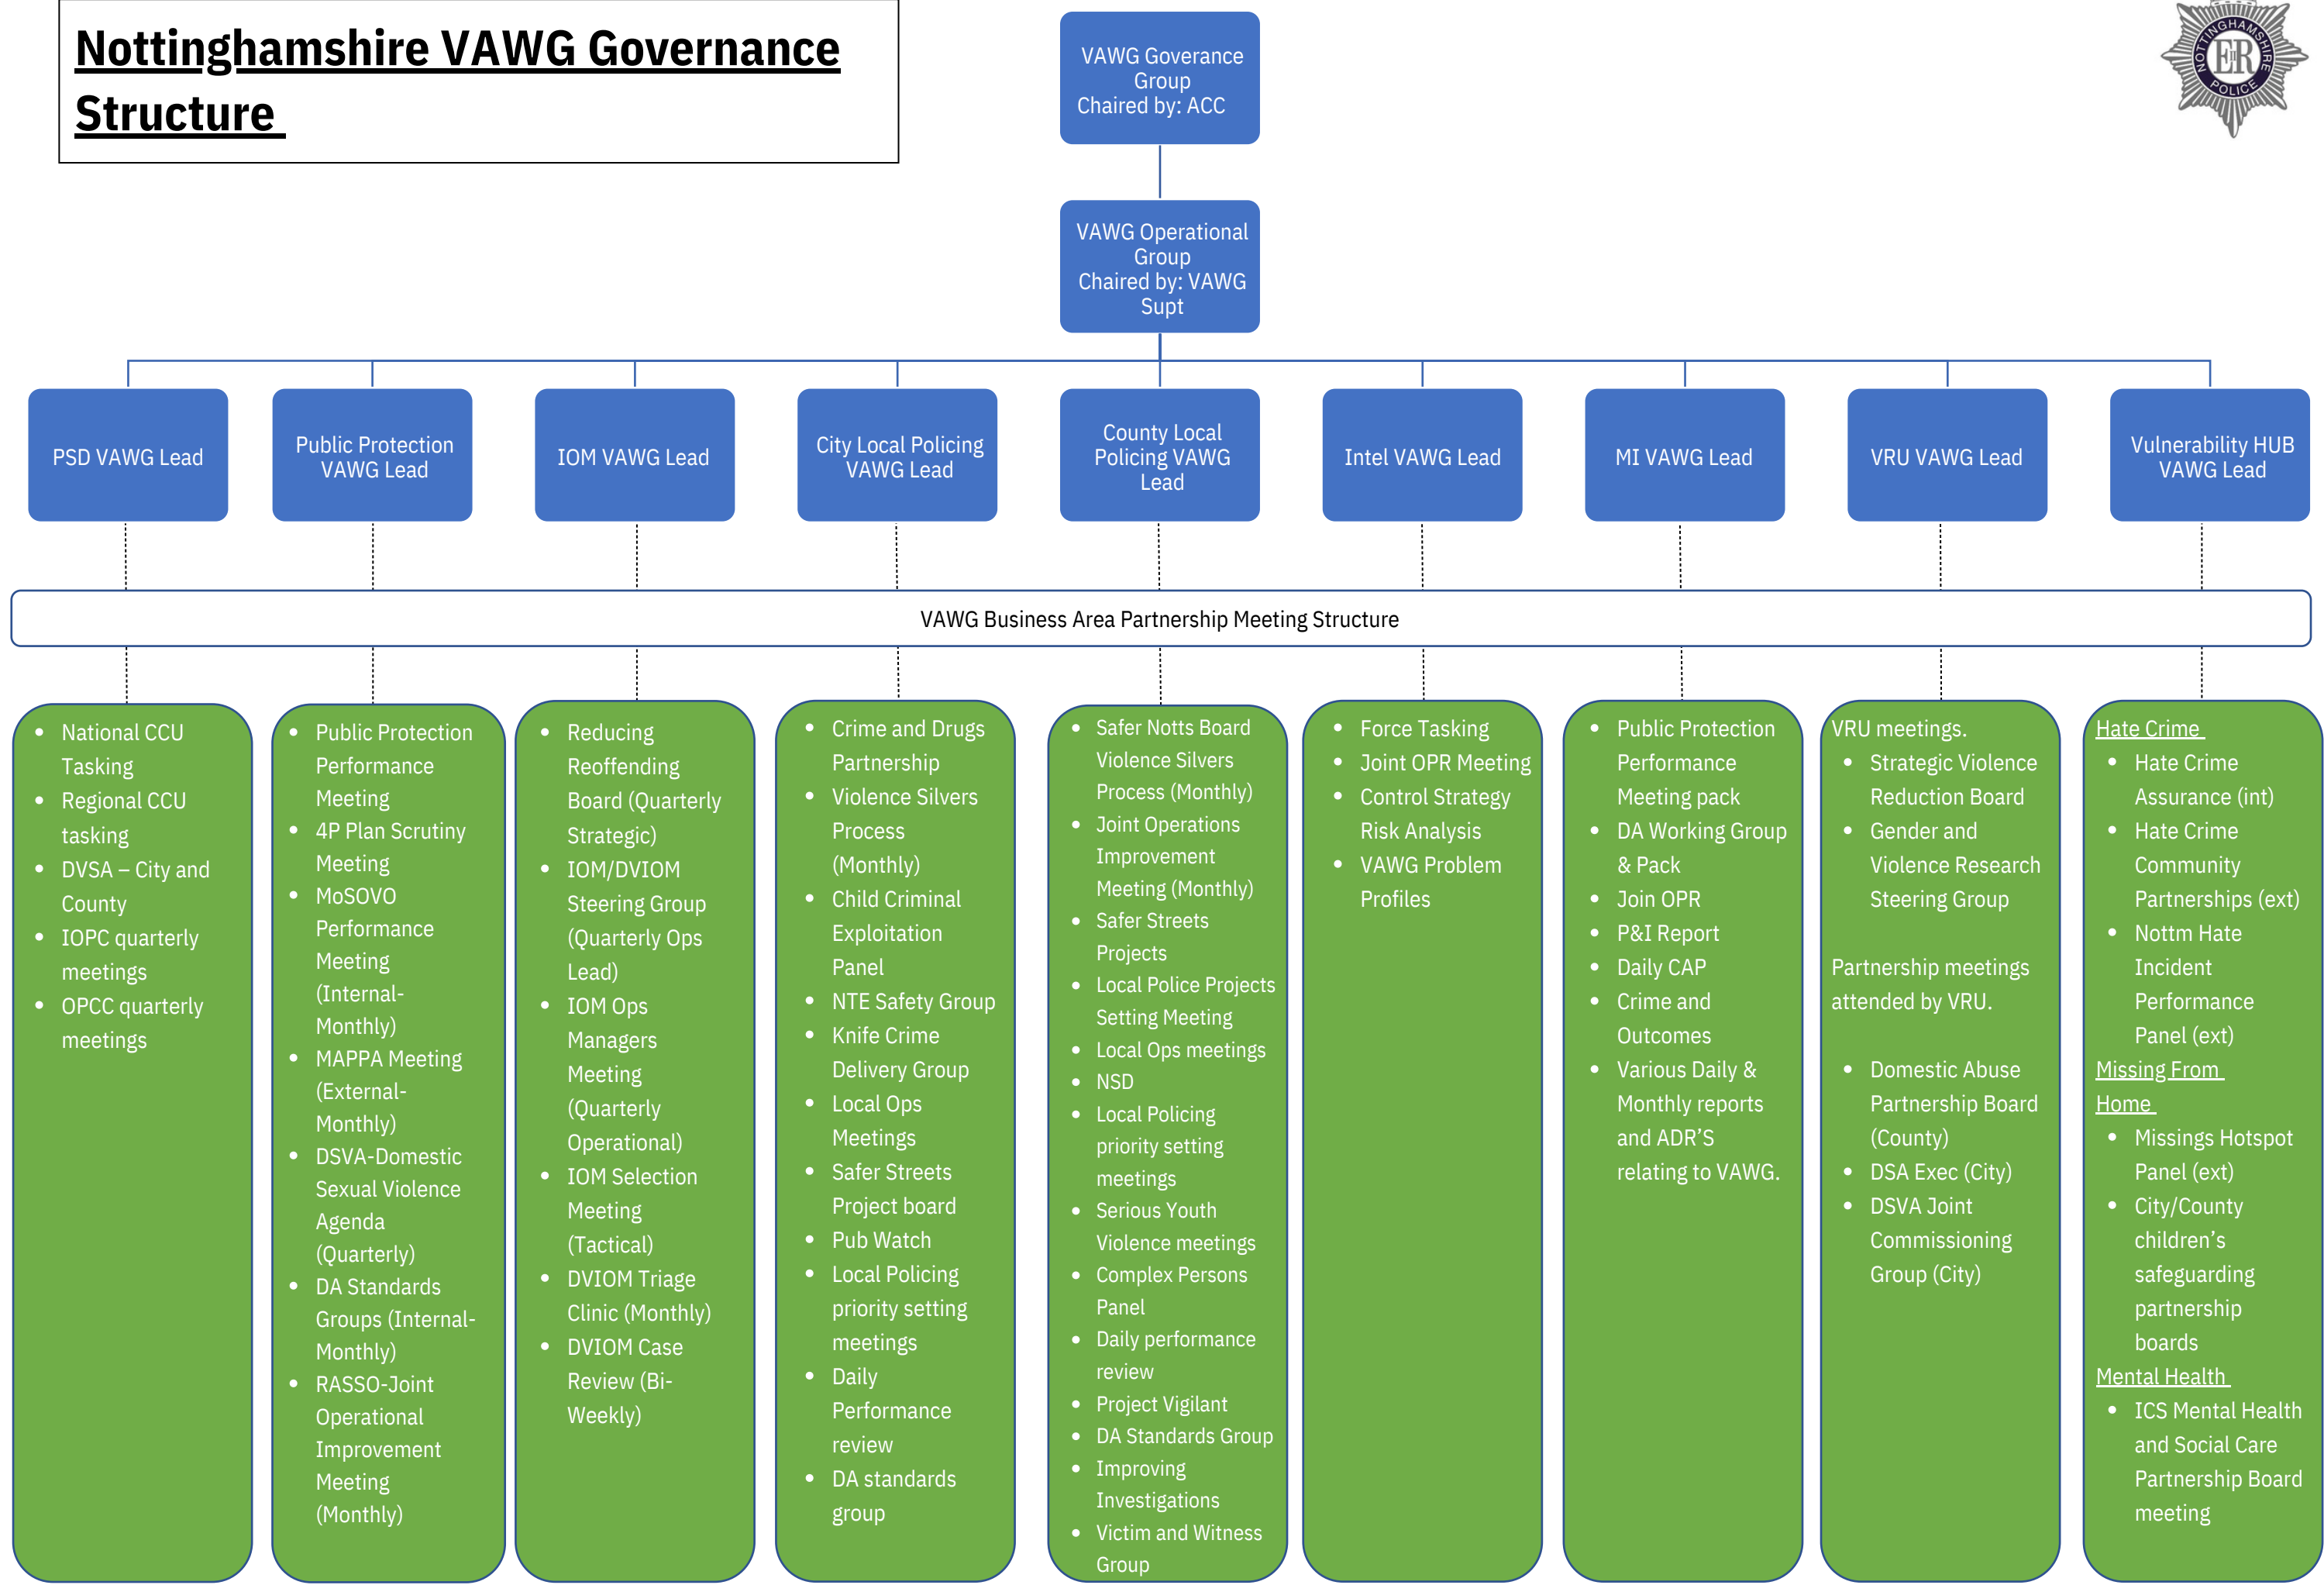 Nottinghamshire VAWG Governance
Structure
VAWG Goverance
Group
Chaired by: ACC
NOTTINGHAMSHIRE
EIIR
POLICE
VAWG Operational
Group
Chaired by: VAWG
Supt
PSD VAWG Lead
Public Protection
VAWG Lead
IOM VAWG Lead
City Local Policing
VAWG Lead
County Local
Policing VAWG
Lead
Intel VAWG Lead
MI VAWG Lead
VRU VAWG Lead
Vulnerability HUB
VAWG Lead
VAWG Business Area Partnership Meeting Structure
• National CCU
Tasking
• Regional CCU
tasking
• DVSA – City and
County
• IOPC quarterly
meetings
• OPCC quarterly
meetings
• Public Protection
Performance
Meeting
• 4P Plan Scrutiny
Meeting
• MoSOVO
Performance
Meeting
(Internal-
Monthly)
• MAPPA Meeting
(External-
Monthly)
• DSVA-Domestic
Sexual Violence
Agenda
(Quarterly)
• DA Standards
Groups (Internal-
Monthly)
• RASSO-Joint
Operational
Improvement
Meeting
(Monthly)
• Reducing
Reoffending
Board (Quarterly
Strategic)
• IOM/DVIOM
Steering Group
(Quarterly Ops
Lead)
• IOM Ops
Managers
Meeting
(Quarterly
Operational)
• IOM Selection
Meeting
(Tactical)
• DVIOM Triage
Clinic (Monthly)
• DVIOM Case
Review (Bi-
Weekly)
• Crime and Drugs
Partnership
• Violence Silvers
Process
(Monthly)
• Child Criminal
Exploitation
Panel
• NTE Safety Group
• Knife Crime
Delivery Group
• Local Ops
Meetings
• Safer Streets
Project board
• Pub Watch
• Local Policing
priority setting
meetings
• Daily
Performance
review
• DA standards
group
• Safer Notts Board
Violence Silvers
Process (Monthly)
• Joint Operations
Improvement
Meeting (Monthly)
• Safer Streets
Projects
• Local Police Projects
Setting Meeting
• Local Ops meetings
• NSD
• Local Policing
priority setting
meetings
• Serious Youth
Violence meetings
• Complex Persons
Panel
• Daily performance
review
• Project Vigilant
• DA Standards Group
• Improving
Investigations
• Victim and Witness
Group
• Force Tasking
• Joint OPR Meeting
• Control Strategy
Risk Analysis
• VAWG Problem
Profiles
• Public Protection
Performance
Meeting pack
• DA Working Group
& Pack
• Join OPR
• P&I Report
• Daily CAP
• Crime and
Outcomes
• Various Daily &
Monthly reports
and ADR’S
relating to VAWG.
VRU meetings.
• Strategic Violence
Reduction Board
• Gender and
Violence Research
Steering Group
Partnership meetings
attended by VRU.
• Domestic Abuse
Partnership Board
(County)
• DSA Exec (City)
• DSVA Joint
Commissioning
Group (City)
Hate Crime
• Hate Crime
Assurance (int)
• Hate Crime
Community
Partnerships (ext)
• Nottm Hate
Incident
Performance
Panel (ext)
Missing From
Home
• Missings Hotspot
Panel (ext)
• City/County
children’s
safeguarding
partnership
boards
Mental Health
• ICS Mental Health
and Social Care
Partnership Board
meeting